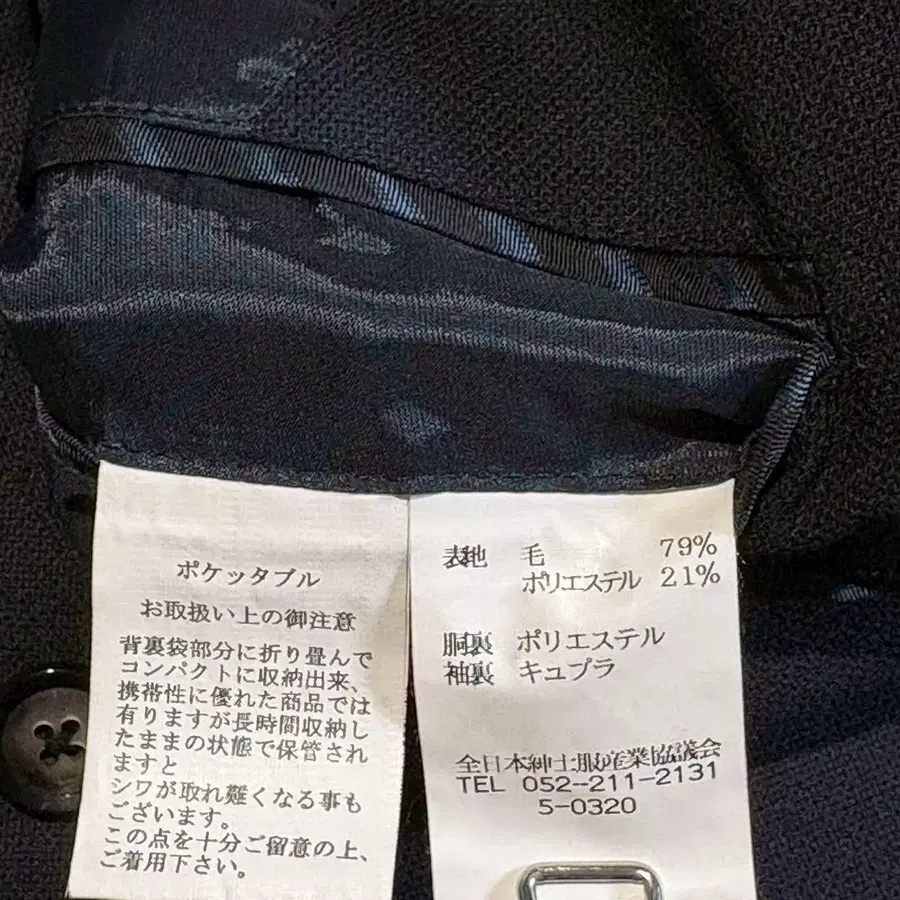 ポケッタブル
お取扱い上の御注意
背裏袋部分に折り畳んで
コンパクトに収納出来、
携帯性に優れた商品では
有りますが長時間収納し
たままの状態で保管され
ますと
シワが取れ難くなる事も
ございます。
この点を十分ご留意の上、
ご着用下さい。
表地 毛 79%
ポリエステル 21%
胴裏 ポリエステル
袖裏 キュプラ
全日本紳士服産業協議会
TEL 052-211-2131
5-0320